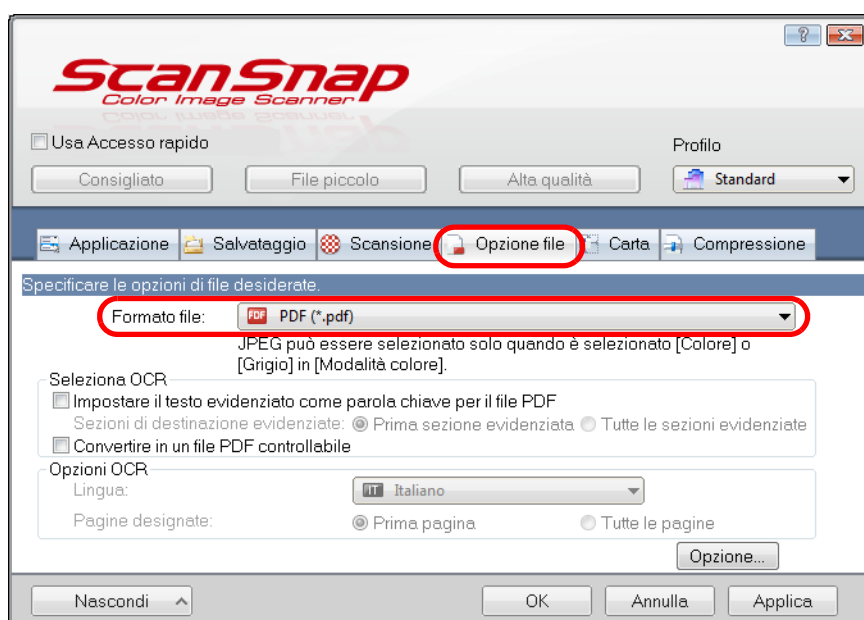 ScanSnap
Color Image Scanner
Usa Accesso rapido
Profilo
Consigliato
File piccolo
Alta qualità
Standard
Applicazione
Salvataggio
Scansione
Opzione file
Carta
Compressione
Specificare le opzioni di file desiderate.
Formato file:
PDF PDF (*.pdf)
JPEG può essere selezionato solo quando è selezionato [Colore] o
[Grigio] in [Modalità colore].
Seleziona OCR
Impostare il testo evidenziato come parola chiave per il file PDF
Sezioni di destinazione evidenziate: Prima sezione evidenziata Tutte le sezioni evidenziate
Convertire in un file PDF controllabile
Opzioni OCR
Lingua:
IT Italiano
Pagine designate:
Prima pagina
Tutte le pagine
Opzione...
Nascondi
OK
Annulla
Applica